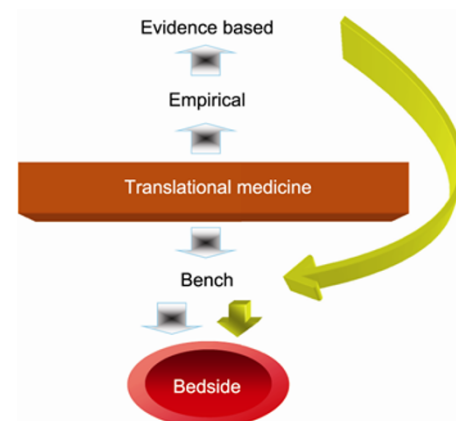 Evidence based
Empirical
Translational medicine
Bench
Bedside